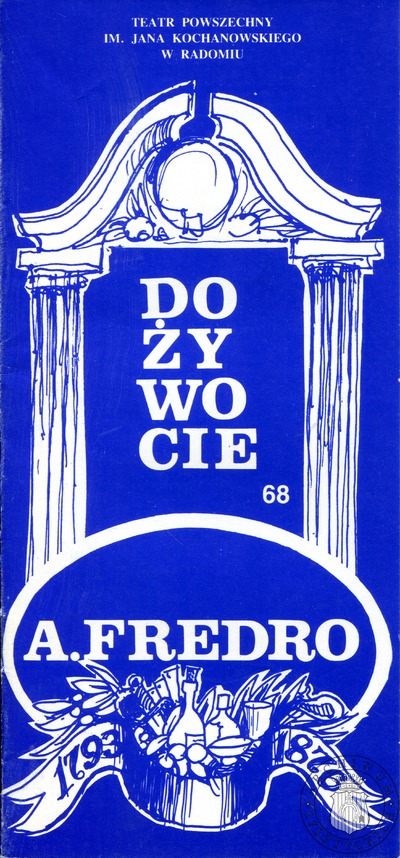 TEATR POWSZECHNY
IM. JANA KOCHANOWSKIEGO
W RADOMIU
DO
ŻY
WO
CIE
68
A.FREDRO
1793 1876